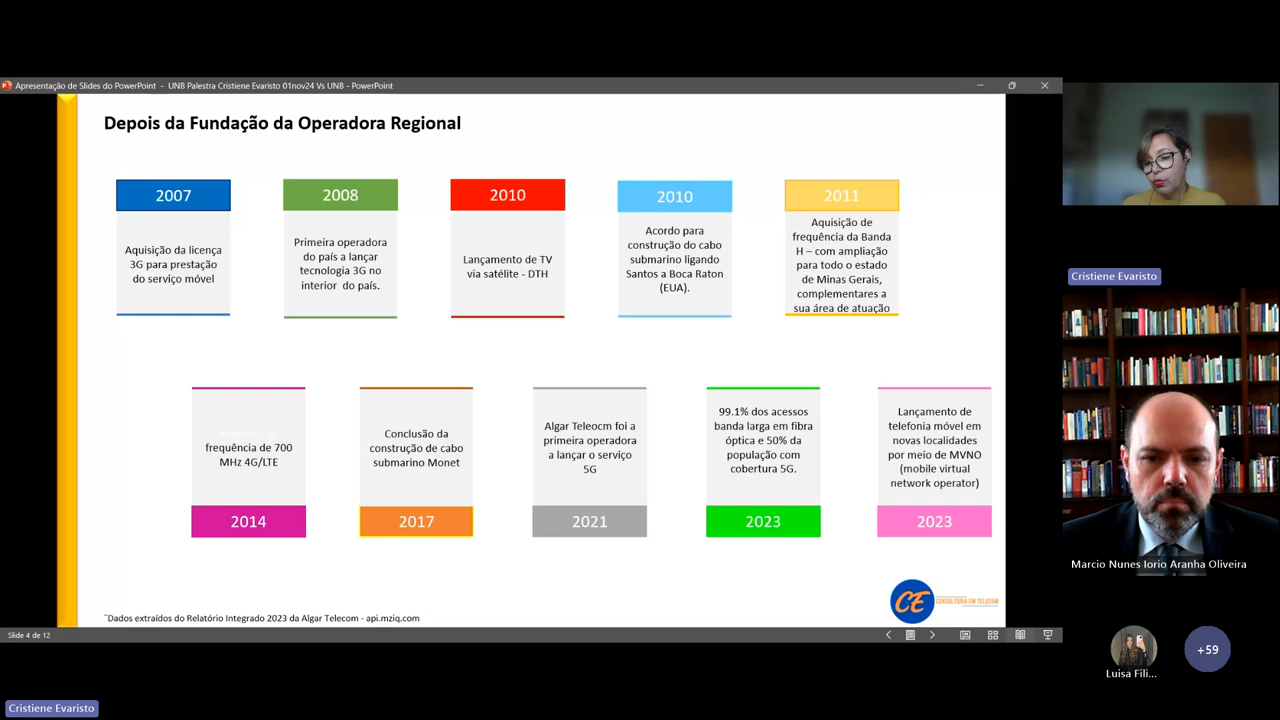 Apresentação de Slides do PowerPoint - UNB Palestra Cristiene Evaristo 01nov24 Vs UNB - PowerPoint
Depois da Fundação da Operadora Regional
2007
Aquisição da licença
3G para prestação
do serviço móvel
2008
Primeira operadora
do país a lançar
tecnologia 3G no
interior do país.
2010
Lançamento de TV
via satélite - DTH
2010
Acordo para
construção do cabo
submarino ligando
Santos a Boca Raton
(EUA).
2011
Aquisição de
frequência da Banda
H – com ampliação
para todo o estado
de Minas Gerais,
complementares a
sua área de atuação
frequência de 700
MHz 4G/LTE
2014
Conclusão da
construção de cabo
submarino Monet
2017
Algar Teleocm foi a
primeira operadora
a lançar o serviço
5G
2021
99.1% dos acessos
banda larga em fibra
óptica e 50% da
população com
cobertura 5G.
2023
Lançamento de
telefonia móvel em
novas localidades
por meio de MVNO
(mobile virtual
network operator)
2023
CE
CONSULTORIA EM TELECOM
¨Dados extraídos do Relatório Integrado 2023 da Algar Telecom - api.mziq.com
Slide 4 de 12
Cristiene Evaristo
Marcio Nunes Iorio Aranha Oliveira
Luisa Fili...
+59
Cristiene Evaristo